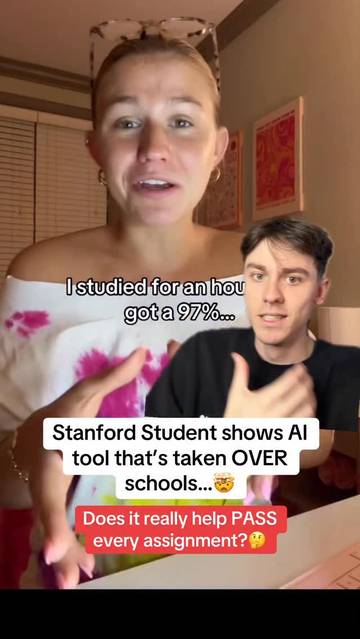 I studied for an hou
got a 97%...
Stanford Student shows AI
tool that's taken OVER
schools...🤯
Does it really help PASS
every assignment?🤔